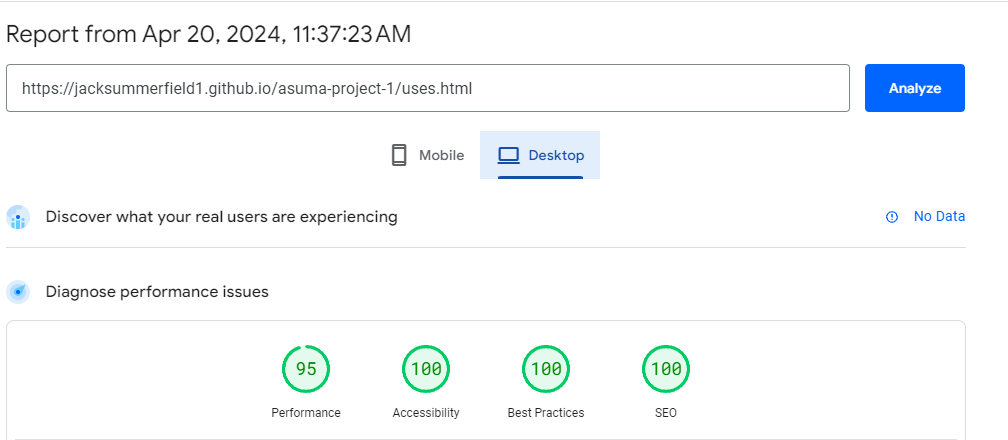 Report from Apr 20, 2024, 11:37:23 AM
https://jacksummerfield1.github.io/asuma-project-1/uses.html
Analyze
Mobile
Desktop
Discover what your real users are experiencing
No Data
Diagnose performance issues
95
100
100
100
Performance
Accessibility
Best Practices
SEO